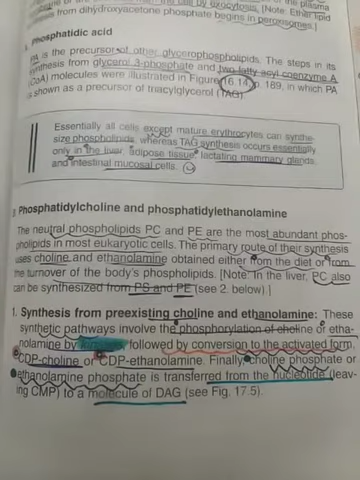 from the cell by exocytosis. [Note: Ether lipid
from dihydroxyacetone phosphate begins in peroxisomes.]
Phosphatidic acid
PA is the precursor of other glycerophospholipids. The steps in its
synthesis from glycerol 3-phosphate and two fatty acyl coenzyme A
(CoA) molecules were illustrated in Figure 16.14, p. 189, in which PA
is shown as a precursor of triacylglycerol (TAG).
Essentially all cells except mature erythrocytes can synthe-
size phospholipids, whereas TAG synthesis occurs essentially
only in the liver, adipose tissue, lactating mammary glands,
and intestinal mucosal cells.
Phosphatidylcholine and phosphatidylethanolamine
The neutral phospholipids PC and PE are the most abundant phos-
pholipids in most eukaryotic cells. The primary route of their synthesis
uses choline and ethanolamine obtained either from the diet or from
the turnover of the body's phospholipids. [Note: In the liver, PC also
can be synthesized from PS and PE (see 2. below).]
1. Synthesis from preexisting choline and ethanolamine: These
synthetic pathways involve the phosphorylation of choline or etha-
nolamine by followed by conversion to the activated form,
CDP-choline or CDP-ethanolamine. Finally, choline phosphate or
ethanolamine phosphate is transferred from the nucleotide (leav-
ing CMP) to a molecule of DAG (see Fig. 17.5).